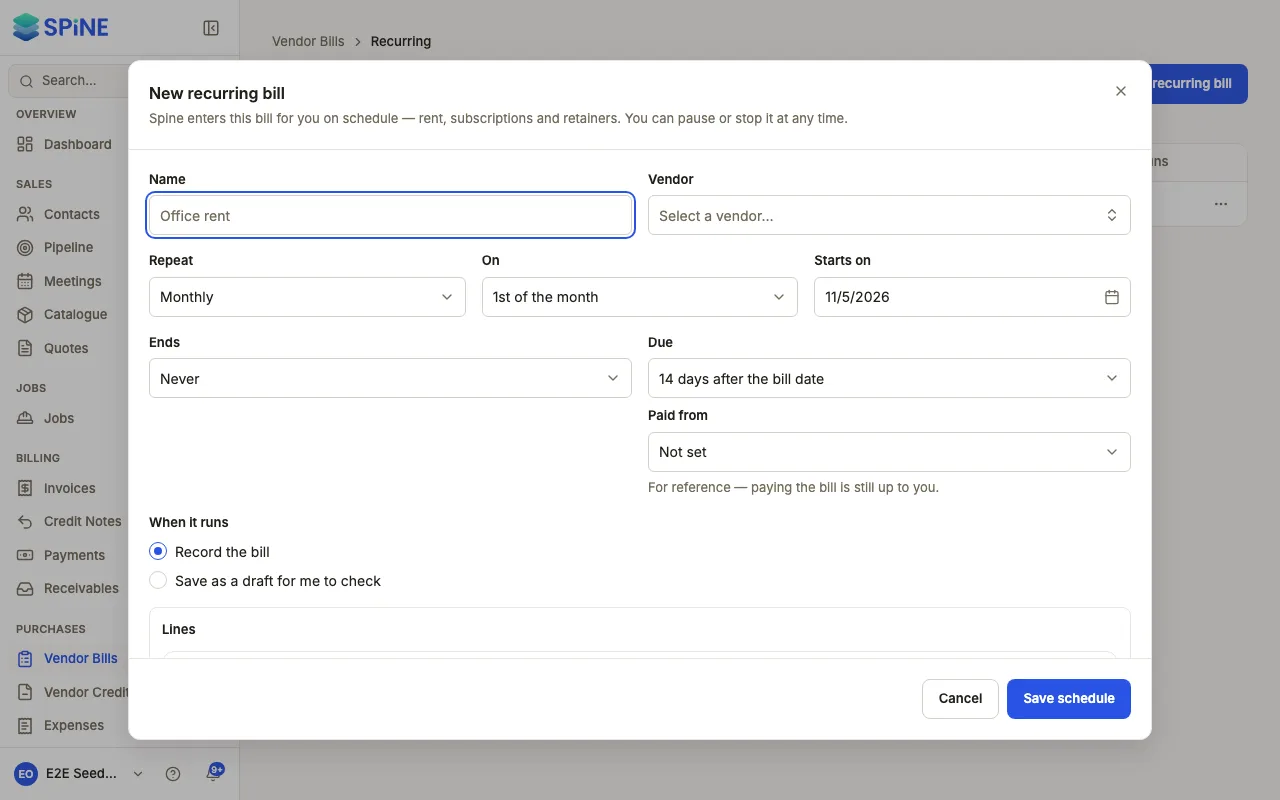 SPiNE
Vendor Bills > Recurring
Search...
recurring bill
OVERVIEW
Dashboard
SALES
Contacts
Pipeline
Meetings
Catalogue
Quotes
JOBS
Jobs
BILLING
Invoices
Credit Notes
Payments
Receivables
PURCHASES
Vendor Bills
Vendor Credit
Expenses
EO E2E Seed...
9+
New recurring bill
Spine enters this bill for you on schedule — rent, subscriptions and retainers. You can pause or stop it at any time.
Name
Vendor
Office rent
Select a vendor...
Repeat
On
Starts on
Monthly
1st of the month
11/5/2026
Ends
Due
Never
14 days after the bill date
Paid from
Not set
For reference — paying the bill is still up to you.
When it runs
Record the bill
Save as a draft for me to check
Lines
Cancel
Save schedule